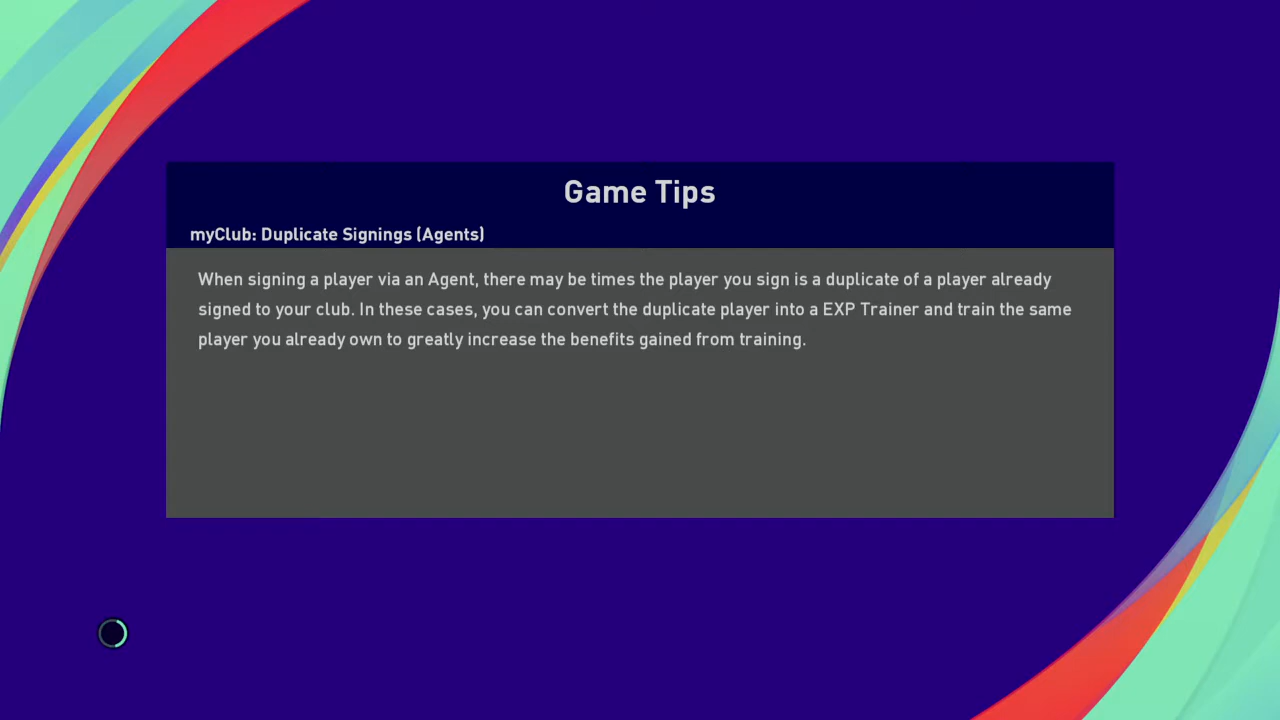 Game Tips
myClub: Duplicate Signings (Agents)
When signing a player via an Agent, there may be times the player you sign is a duplicate of a player already
signed to your club. In these cases, you can convert the duplicate player into a EXP Trainer and train the same
player you already own to greatly increase the benefits gained from training.